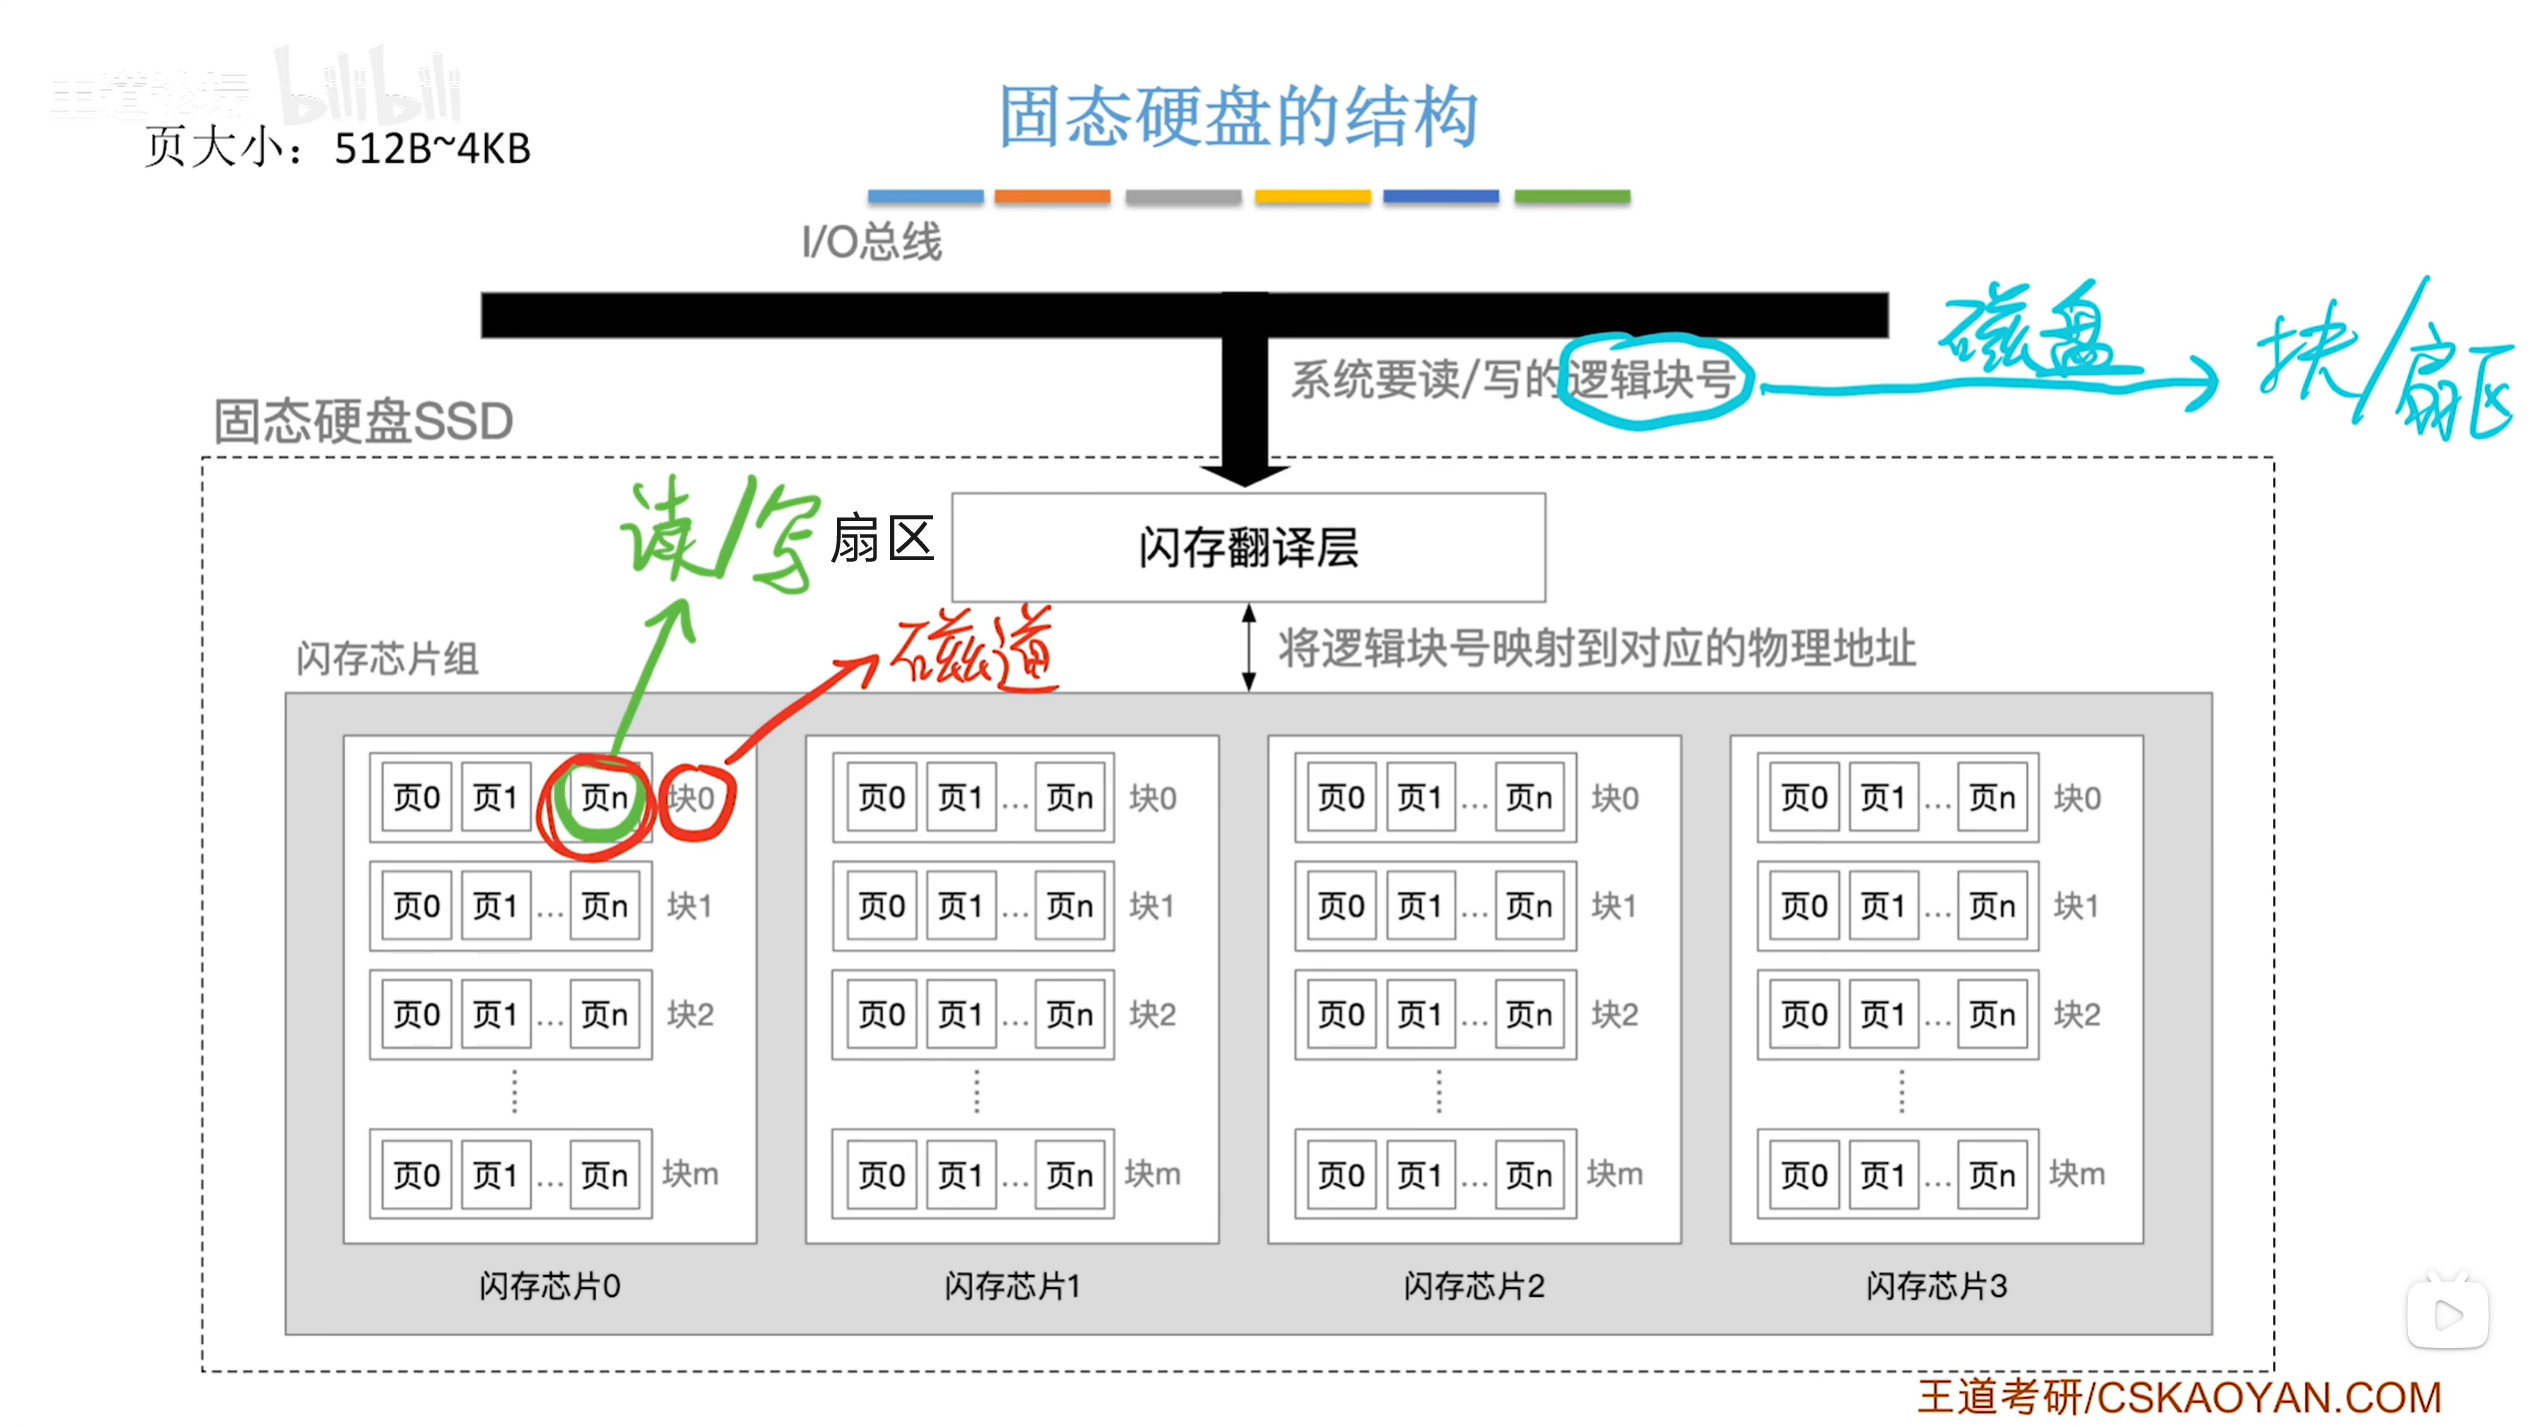 王道论坛 bilibili
固态硬盘的结构
页大小：512B~4KB
I/O总线
磁盘
块/扇区
系统要读/写的逻辑块号
固态硬盘SSD
读/写 扇区
闪存翻译层
磁道
闪存芯片组
将逻辑块号映射到对应的物理地址
页0 页1 页n 块0 页0 页1 … 页n 块0 页0 页1 … 页n 块0 页0 页1 … 页n 块0
页0 页1 … 页n 块1 页0 页1 … 页n 块1 页0 页1 … 页n 块1 页0 页1 … 页n 块1
页0 页1 … 页n 块2 页0 页1 … 页n 块2 页0 页1 … 页n 块2 页0 页1 … 页n 块2
页0 页1 … 页n 块m 页0 页1 … 页n 块m 页0 页1 … 页n 块m 页0 页1 … 页n 块m
闪存芯片0 闪存芯片1 闪存芯片2 闪存芯片3
王道考研/CSKAOYAN.COM